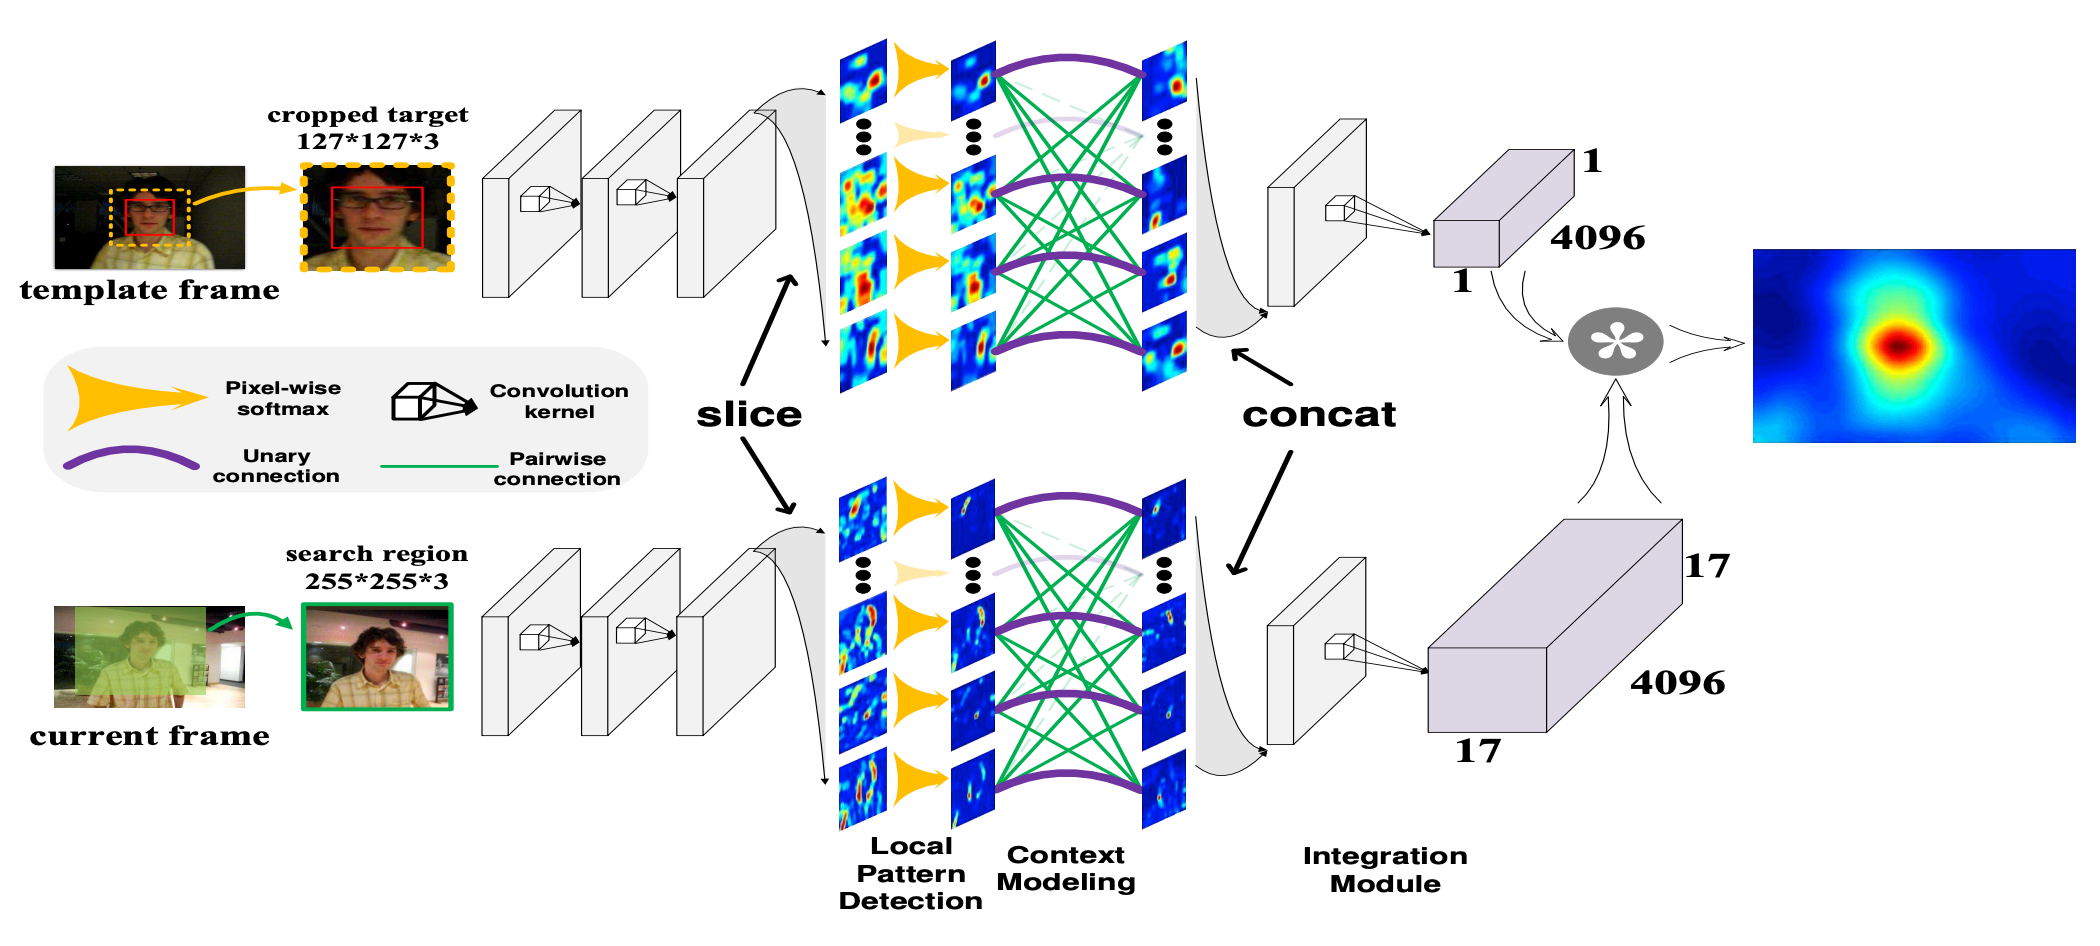 cropped target
127*127*3
template frame
1
4096
1
*
Pixel-wise
softmax
Convolution
kernel
Unary
connection
Pairwise
connection
slice
concat
search region
255*255*3
current frame
17
4096
17
Local
Pattern
Detection
Context
Modeling
Integration
Module